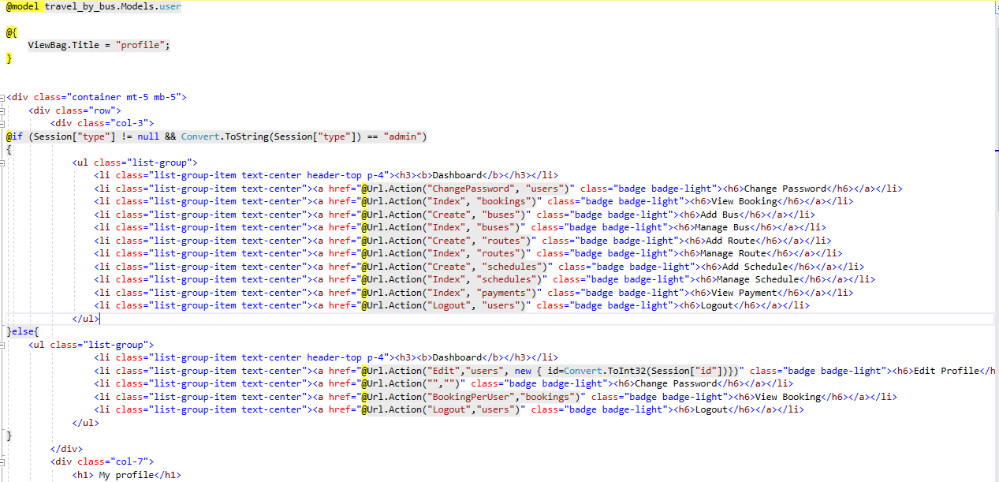 @model travel_by_bus.Models.user
@{
ViewBag.Title = "profile";
}
<div class="container mt-5 mb-5">
<div class="row">
<div class="col-3">
@if (Session["type"] != null && Convert.ToString(Session["type"]) == "admin")
{
<ul class="list-group">
<li class="list-group-item text-center header-top p-4"><h3><b>Dashboard</b></h3></li>
<li class="list-group-item text-center"><a href="@Url.Action("ChangePassword", "users")" class="badge badge-light"><h6>Change Password</h6></a></li>
<li class="list-group-item text-center"><a href="@Url.Action("Index", "bookings")" class="badge badge-light"><h6>View Booking</h6></a></li>
<li class="list-group-item text-center"><a href="@Url.Action("Create", "buses")" class="badge badge-light"><h6>Add Bus</h6></a></li>
<li class="list-group-item text-center"><a href="@Url.Action("Index", "buses")" class="badge badge-light"><h6>Manage Bus</h6></a></li>
<li class="list-group-item text-center"><a href="@Url.Action("Create", "routes")" class="badge badge-light"><h6>Add Route</h6></a></li>
<li class="list-group-item text-center"><a href="@Url.Action("Index", "routes")" class="badge badge-light"><h6>Manage Route</h6></a></li>
<li class="list-group-item text-center"><a href="@Url.Action("Create", "schedules")" class="badge badge-light"><h6>Add Schedule</h6></a></li>
<li class="list-group-item text-center"><a href="@Url.Action("Index", "schedules")" class="badge badge-light"><h6>Manage Schedule</h6></a></li>
<li class="list-group-item text-center"><a href="@Url.Action("Index", "payments")" class="badge badge-light"><h6>View Payment</h6></a></li>
<li class="list-group-item text-center"><a href="@Url.Action("Logout", "users")" class="badge badge-light"><h6>Logout</h6></a></li>
</ul>
}else{
<ul class="list-group">
<li class="list-group-item text-center header-top p-4"><h3><b>Dashboard</b></h3></li>
<li class="list-group-item text-center"><a href="@Url.Action("Edit","users", new { id=Convert.ToInt32(Session["id"])})" class="badge badge-light"><h6>Edit Profile</h
<li class="list-group-item text-center"><a href="@Url.Action("","")" class="badge badge-light"><h6>Change Password</h6></a></li>
<li class="list-group-item text-center"><a href="@Url.Action("BookingPerUser","bookings")" class="badge badge-light"><h6>View Booking</h6></a></li>
<li class="list-group-item text-center"><a href="@Url.Action("Logout","users")" class="badge badge-light"><h6>Logout</h6></a></li>
</ul>
}
</div>
<div class="col-7">
<h1> My profile</h1>